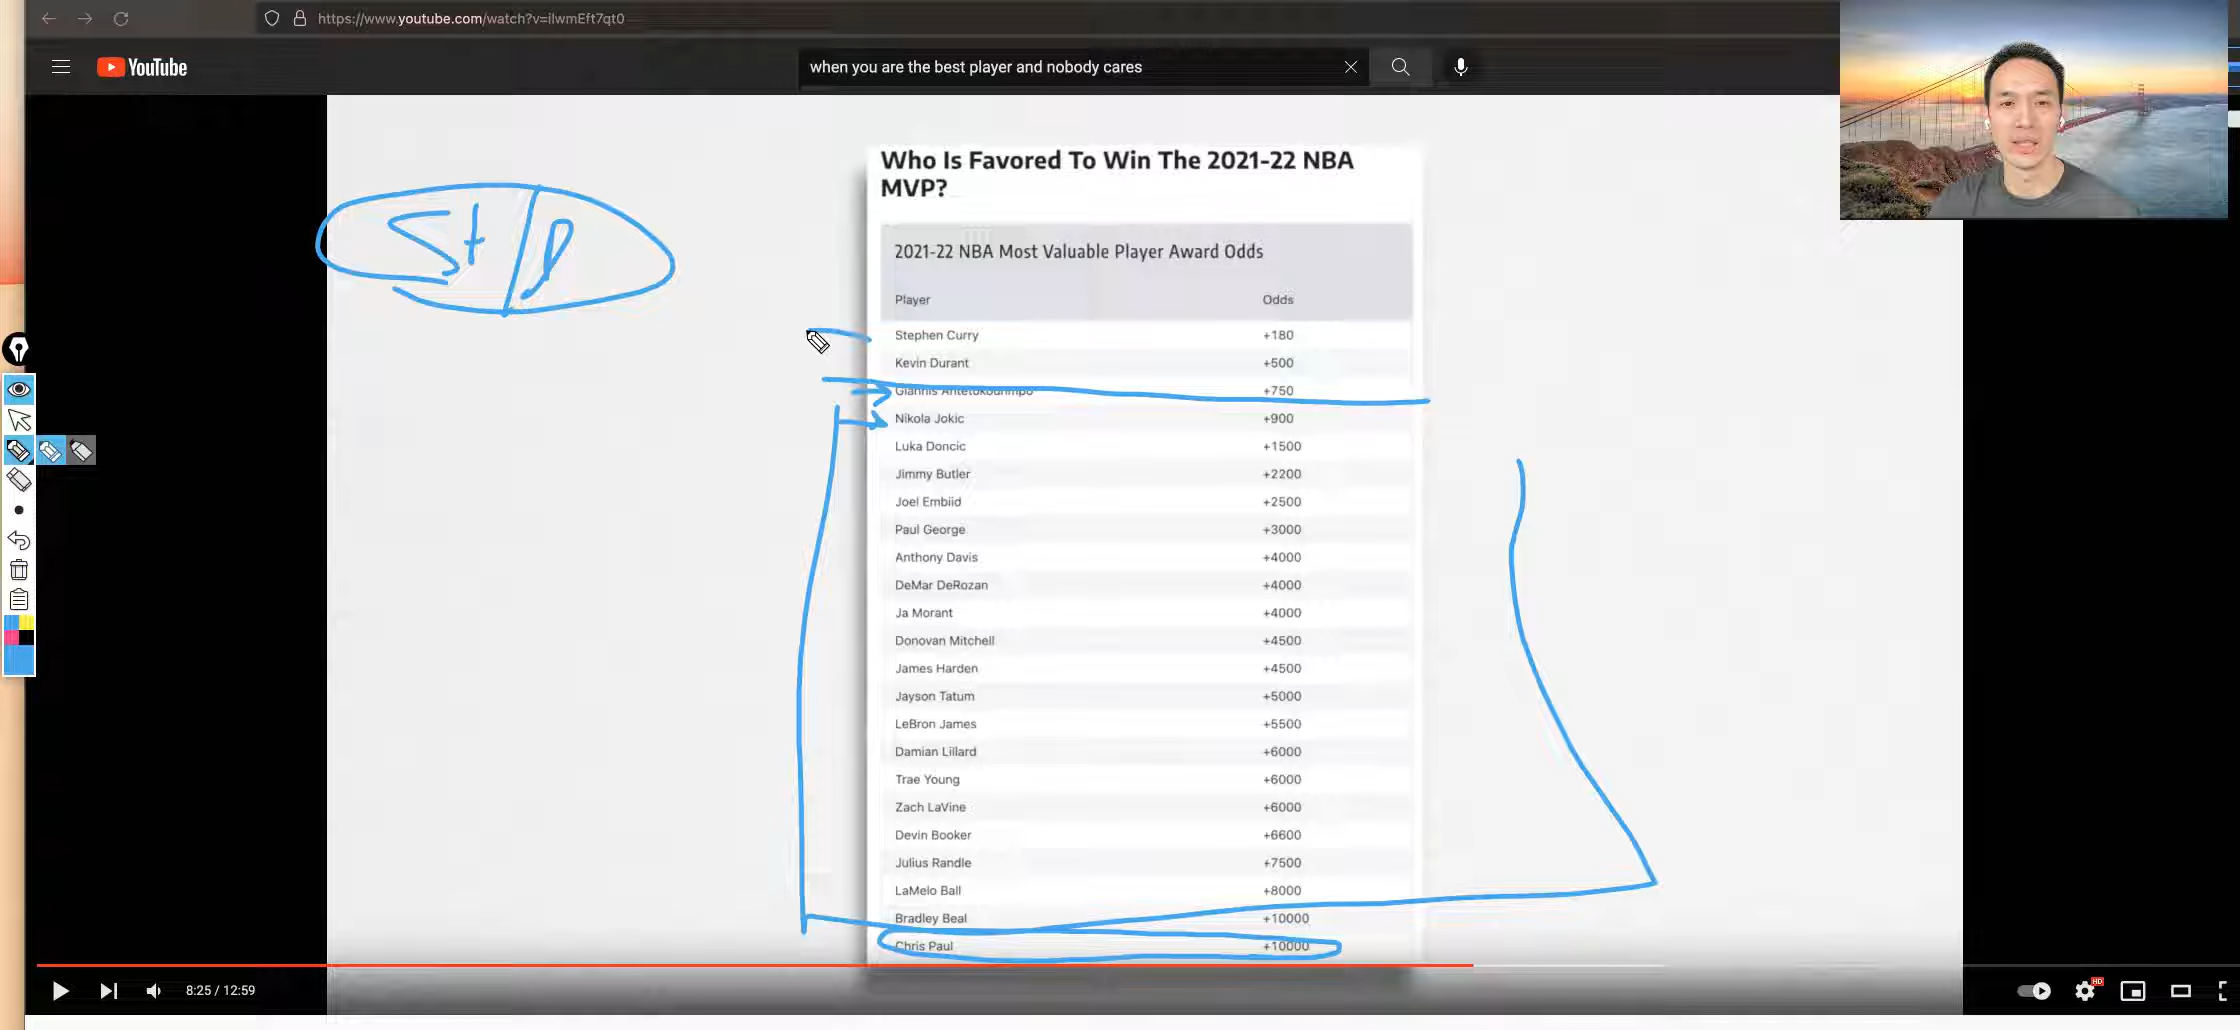 https://www.youtube.com/watch?v=ilwmEft7qt0
YouTube
when you are the best player and nobody cares
Who Is Favored To Win The 2021-22 NBA
MVP?
St/P
2021-22 NBA Most Valuable Player Award Odds
Player Odds
Stephen Curry +180
Kevin Durant +500
Giannis Antetokounmpo +750
Nikola Jokic +900
Luka Doncic +1500
Jimmy Butler +2200
Joel Embiid +2500
Paul George +3000
Anthony Davis +4000
DeMar DeRozan +4000
Ja Morant +4000
Donovan Mitchell +4500
James Harden +4500
Jayson Tatum +5000
LeBron James +5500
Damian Lillard +6000
Trae Young +6000
Zach LaVine +6000
Devin Booker +6600
Julius Randle +7500
LaMelo Ball +8000
Bradley Beal +10000
Chris Paul +10000
8:25 / 12:59
HD